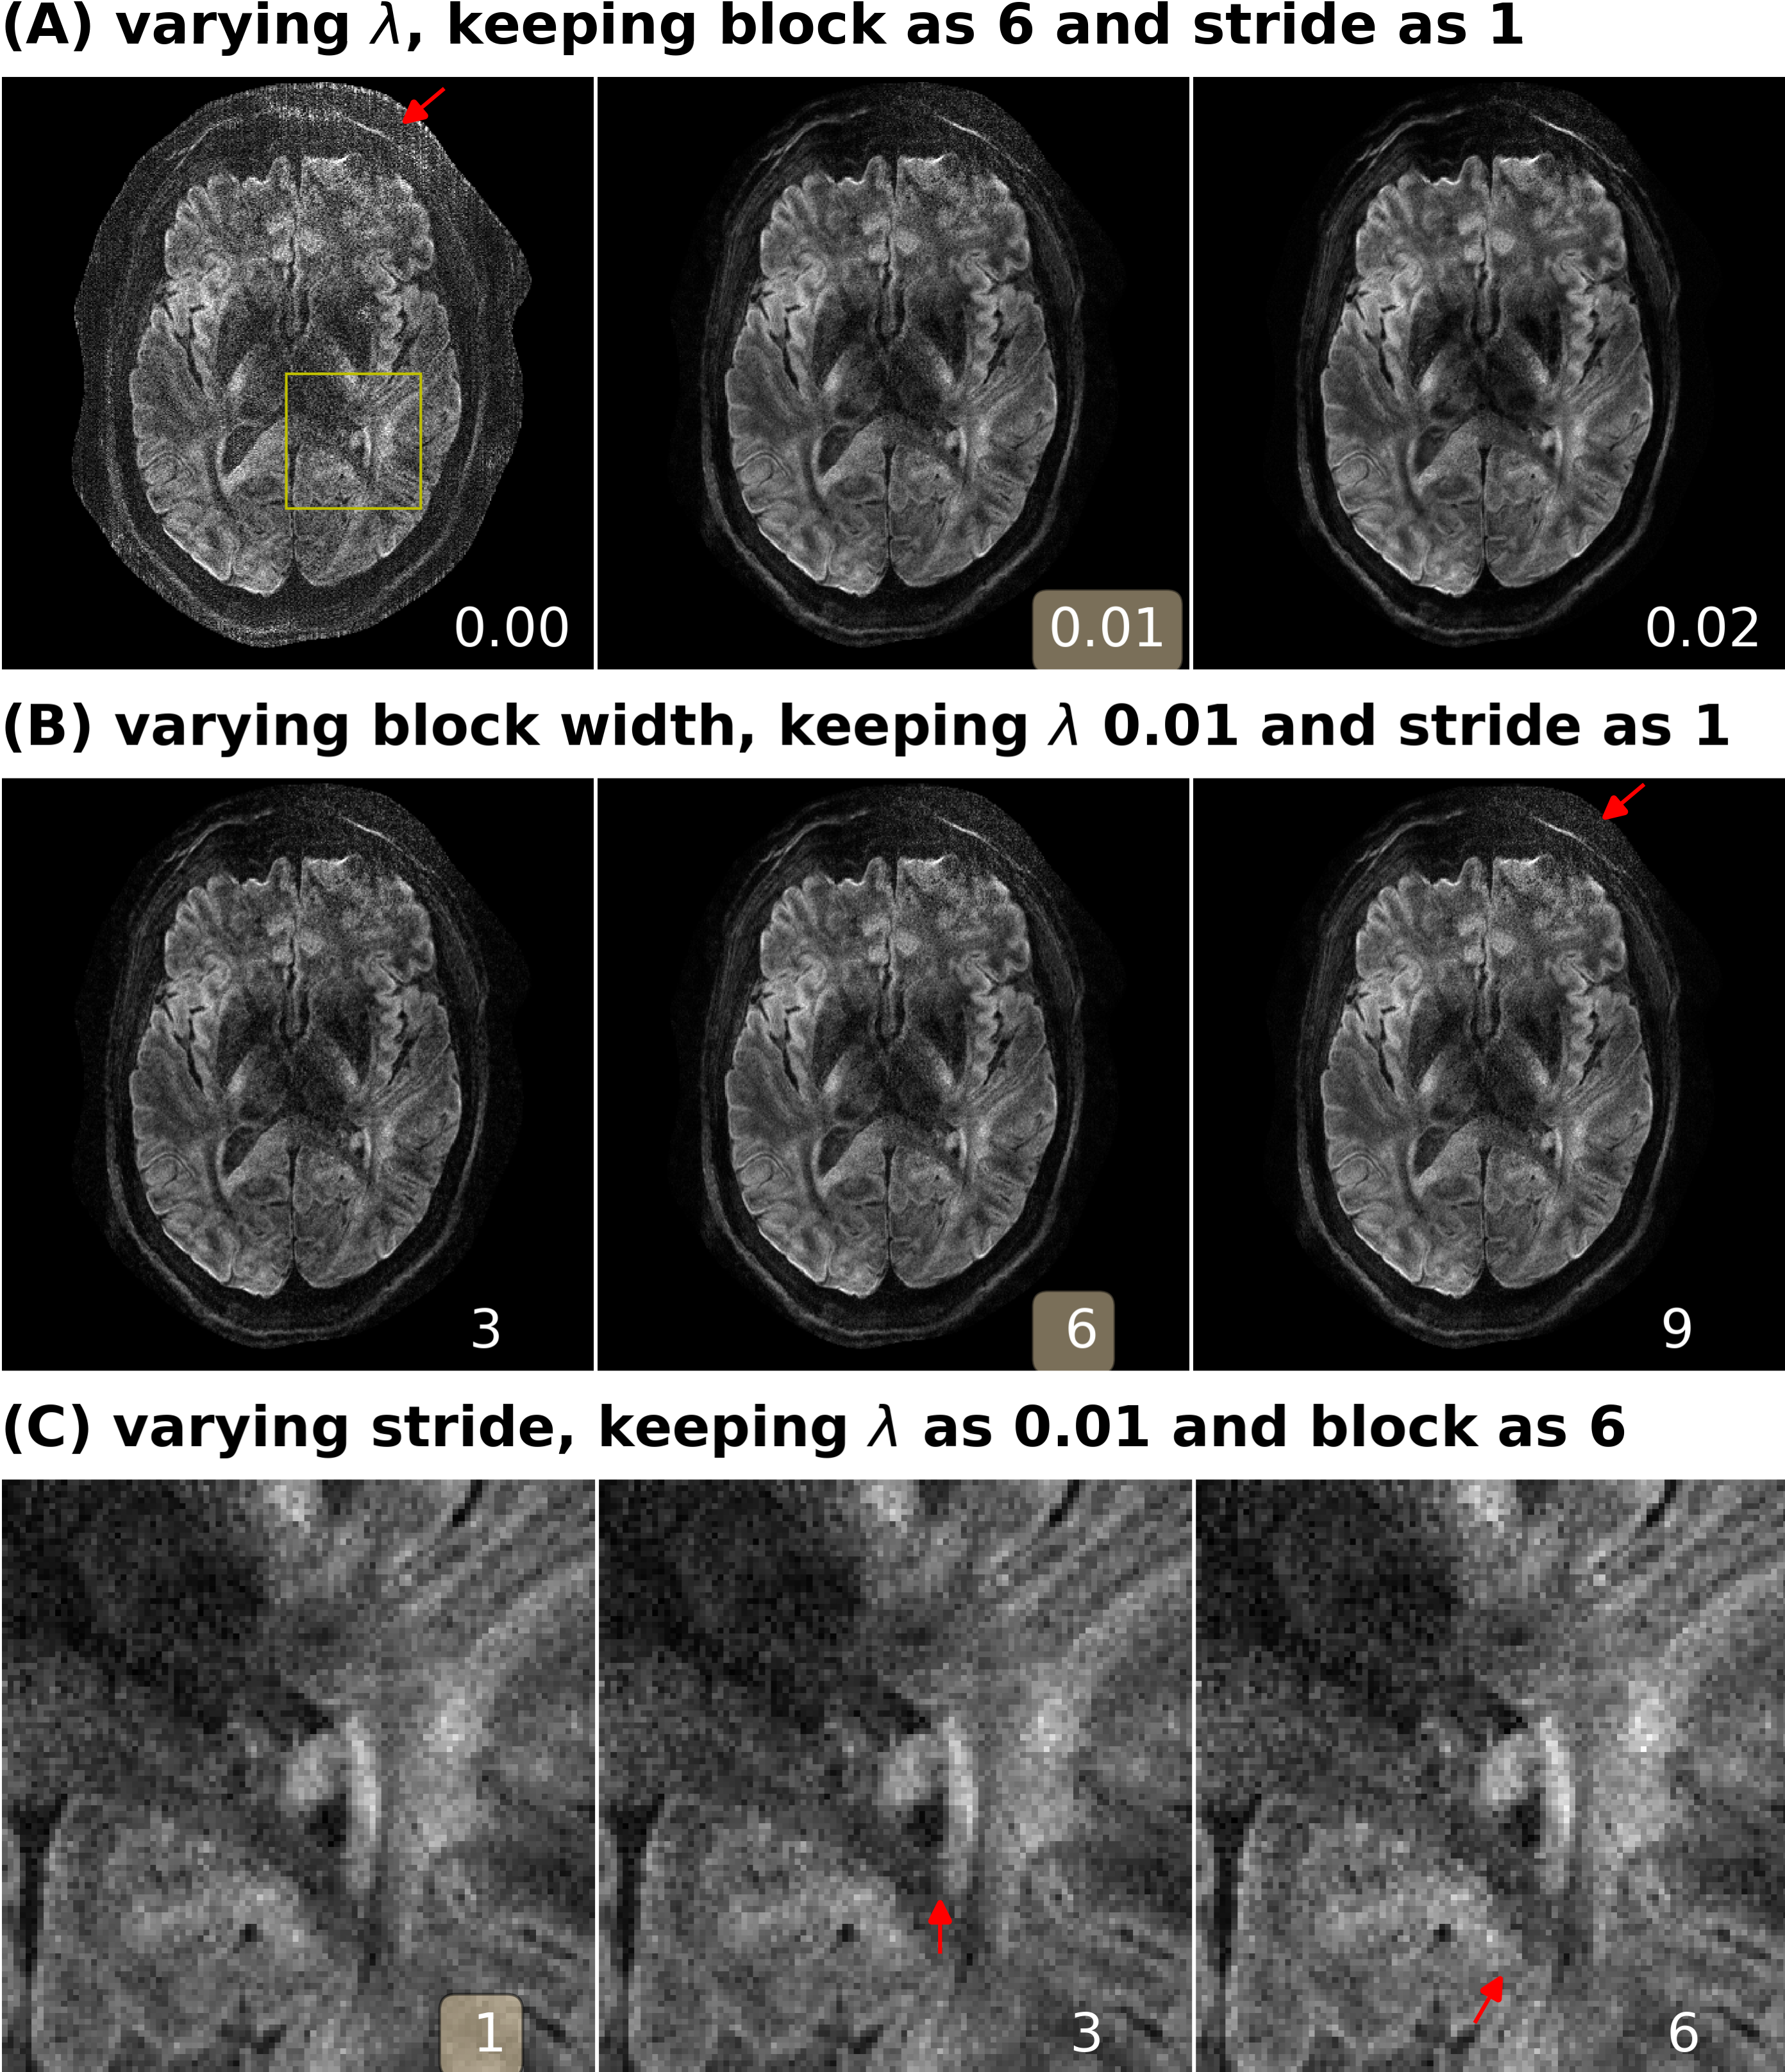 (A) varying λ, keeping block as 6 and stride as 1
0.00 0.01 0.02
(B) varying block width, keeping λ 0.01 and stride as 1
3 6 9
(C) varying stride, keeping λ as 0.01 and block as 6
1 3 6